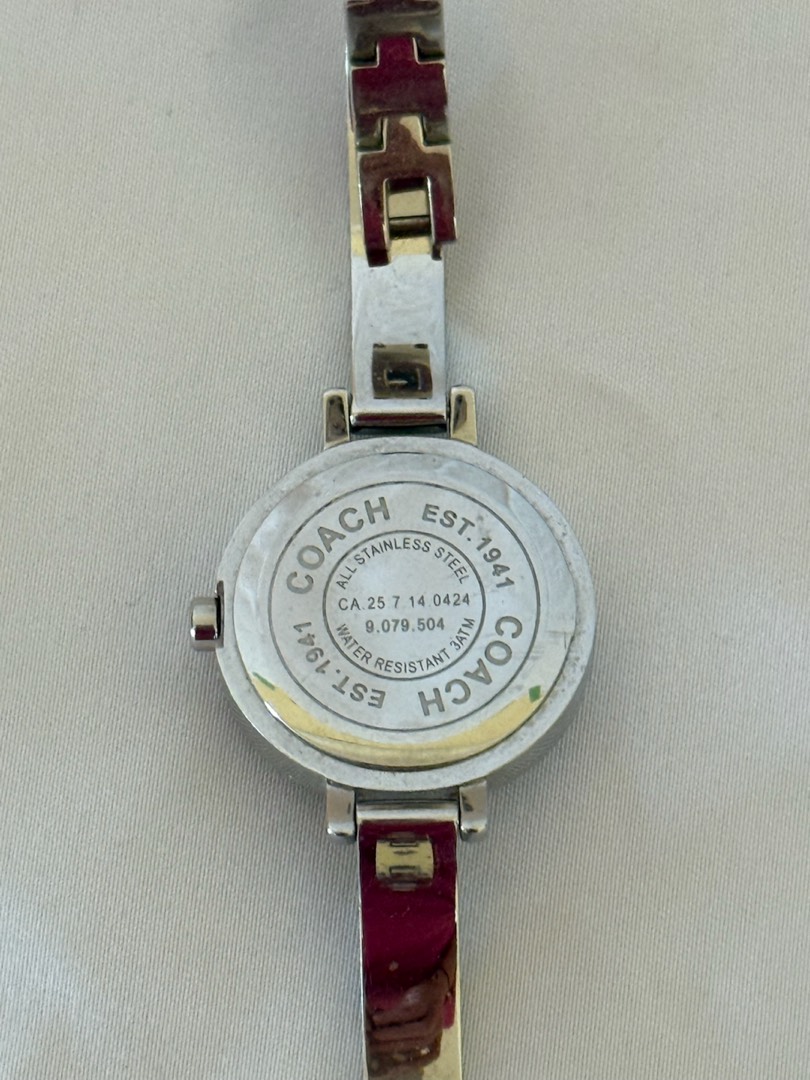 COACH EST.1941
COACH EST.1941
ALL STAINLESS STEEL
CA.25 7 14 0424
9.079.504
WATER RESISTANT 3ATM